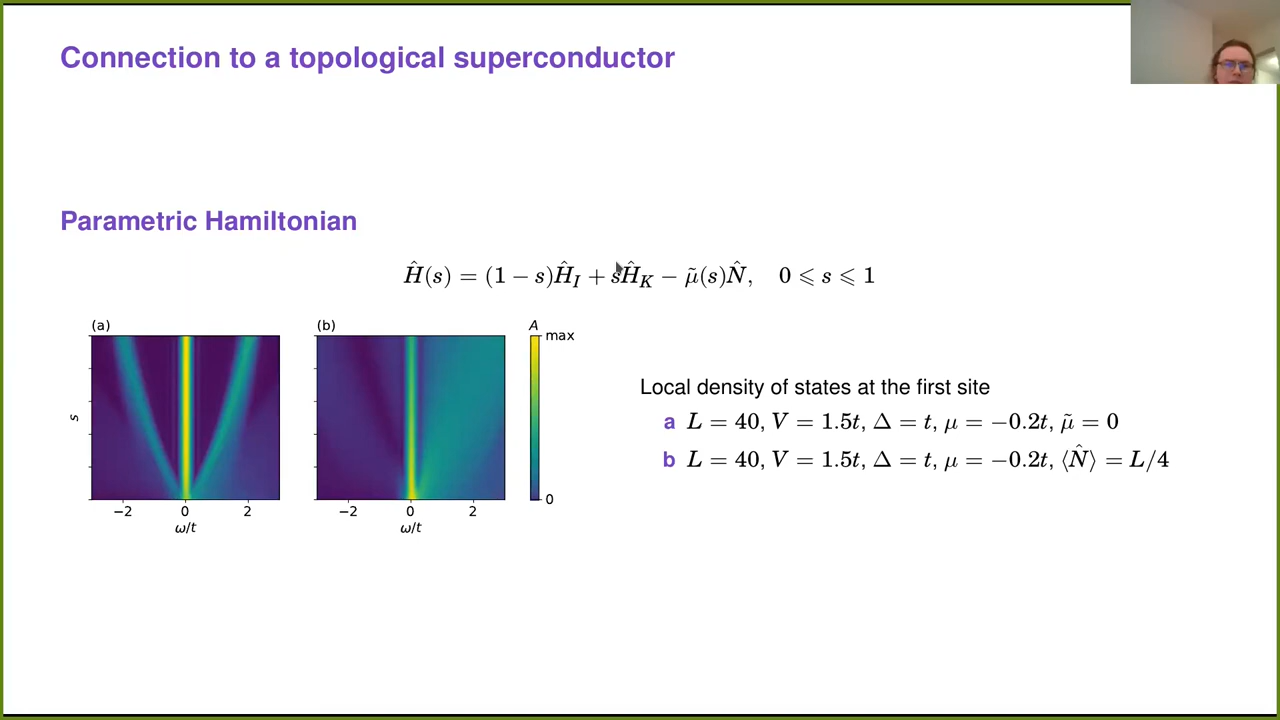 Connection to a topological superconductor
Parametric Hamiltonian
Ĥ(s) = (1 − s)Ĥ_I + sĤ_K − μ̃(s)N̂, 0 ⩽ s ⩽ 1
(a) (b) A
max
0
s
−2 0 2 −2 0 2
ω/t ω/t
Local density of states at the first site
a L = 40, V = 1.5t, Δ = t, μ = −0.2t, μ̃ = 0
b L = 40, V = 1.5t, Δ = t, μ = −0.2t, ⟨N̂⟩ = L/4